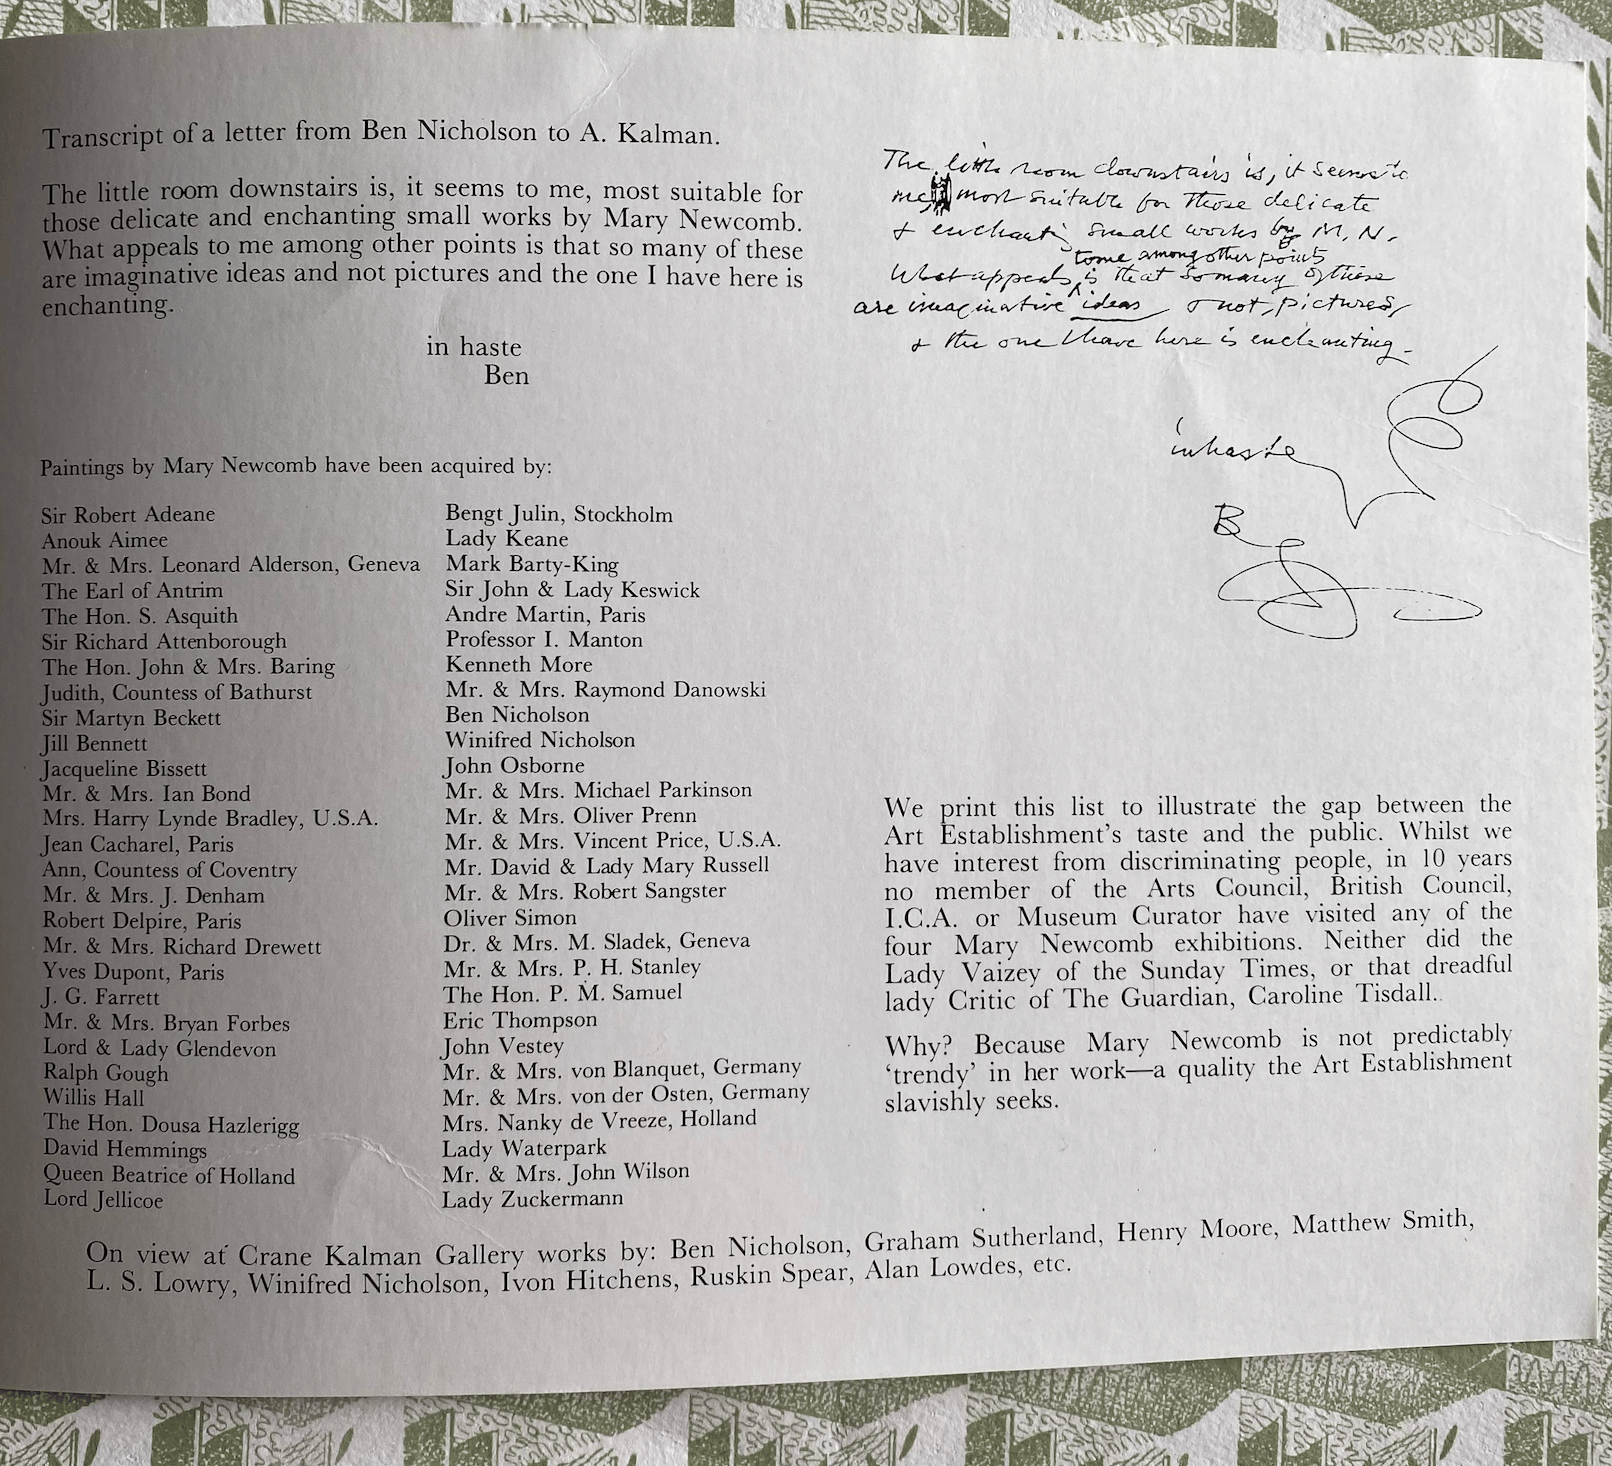 Transcript of a letter from Ben Nicholson to A. Kalman.
The little room downstairs is, it seems to me, most suitable for
those delicate and enchanting small works by Mary Newcomb.
What appeals to me among other points is that so many of these
are imaginative ideas and not pictures and the one I have here is
enchanting.
in haste
Ben
Paintings by Mary Newcomb have been acquired by:
Sir Robert Adeane
Anouk Aimee
Mr. & Mrs. Leonard Alderson, Geneva
The Earl of Antrim
The Hon. S. Asquith
Sir Richard Attenborough
The Hon. John & Mrs. Baring
Judith, Countess of Bathurst
Sir Martyn Beckett
Jill Bennett
Jacqueline Bissett
Mr. & Mrs. Ian Bond
Mrs. Harry Lynde Bradley, U.S.A.
Jean Cacharel, Paris
Ann, Countess of Coventry
Mr. & Mrs. J. Denham
Robert Delpire, Paris
Mr. & Mrs. Richard Drewett
Yves Dupont, Paris
J. G. Farrett
Mr. & Mrs. Bryan Forbes
Lord & Lady Glendevon
Ralph Gough
Willis Hall
The Hon. Dousa Hazlerigg
David Hemmings
Queen Beatrice of Holland
Lord Jellicoe
Bengt Julin, Stockholm
Lady Keane
Mark Barty-King
Sir John & Lady Keswick
Andre Martin, Paris
Professor I. Manton
Kenneth More
Mr. & Mrs. Raymond Danowski
Ben Nicholson
Winifred Nicholson
John Osborne
Mr. & Mrs. Michael Parkinson
Mr. & Mrs. Oliver Prenn
Mr. & Mrs. Vincent Price, U.S.A.
Mr. David & Lady Mary Russell
Mr. & Mrs. Robert Sangster
Oliver Simon
Dr. & Mrs. M. Sladek, Geneva
Mr. & Mrs. P. H. Stanley
The Hon. P. M. Samuel
Eric Thompson
John Vestey
Mr. & Mrs. von Blanquet, Germany
Mr. & Mrs. von der Osten, Germany
Mrs. Nanky de Vreeze, Holland
Lady Waterpark
Mr. & Mrs. John Wilson
Lady Zuckermann
The little room downstairs is, it seems to
me, most suitable for those delicate
& enchanting small works by M. N.
to me among other points
What appeals is that so many of these
are imaginative ideas & not pictures,
& the one I have here is enchanting—
in haste
Ben
We print this list to illustrate the gap between the
Art Establishment's taste and the public. Whilst we
have interest from discriminating people, in 10 years
no member of the Arts Council, British Council,
I.C.A. or Museum Curator have visited any of the
four Mary Newcomb exhibitions. Neither did the
Lady Vaizey of the Sunday Times, or that dreadful
lady Critic of The Guardian, Caroline Tisdall.
Why? Because Mary Newcomb is not predictably
'trendy' in her work—a quality the Art Establishment
slavishly seeks.
On view at Crane Kalman Gallery works by: Ben Nicholson, Graham Sutherland, Henry Moore, Matthew Smith,
L. S. Lowry, Winifred Nicholson, Ivon Hitchens, Ruskin Spear, Alan Lowdes, etc.